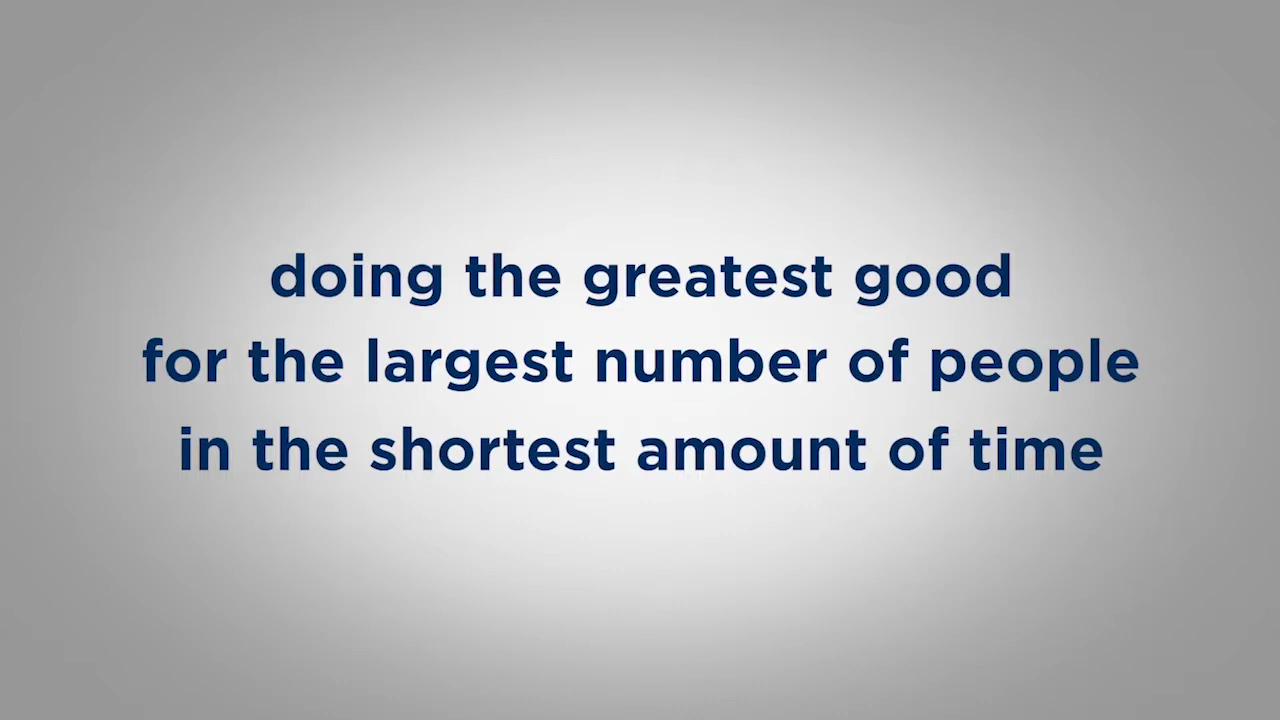 doing the greatest good
for the largest number of people
in the shortest amount of time